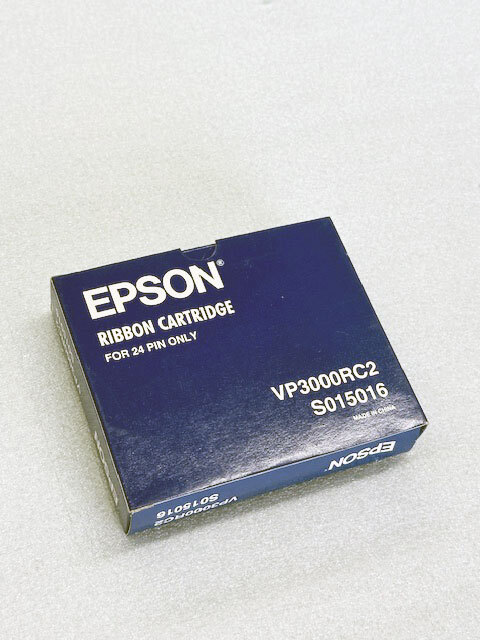 EPSON®
RIBBON CARTRIDGE
FOR 24 PIN ONLY
VP3000RC2
S015016
MADE IN CHINA
EPSON
VP3000RC2
S015016